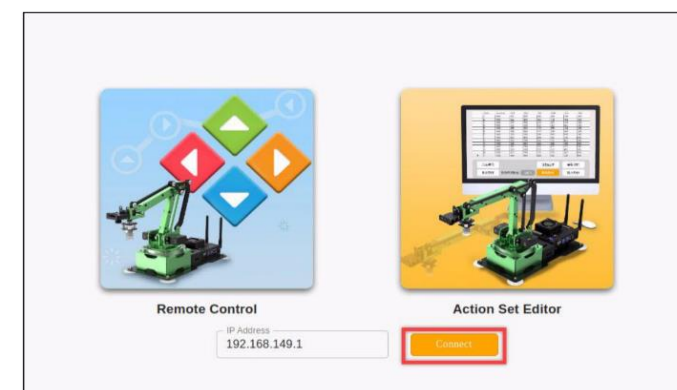 Remote Control
Action Set Editor
IP Address
192.168.149.1
Connect